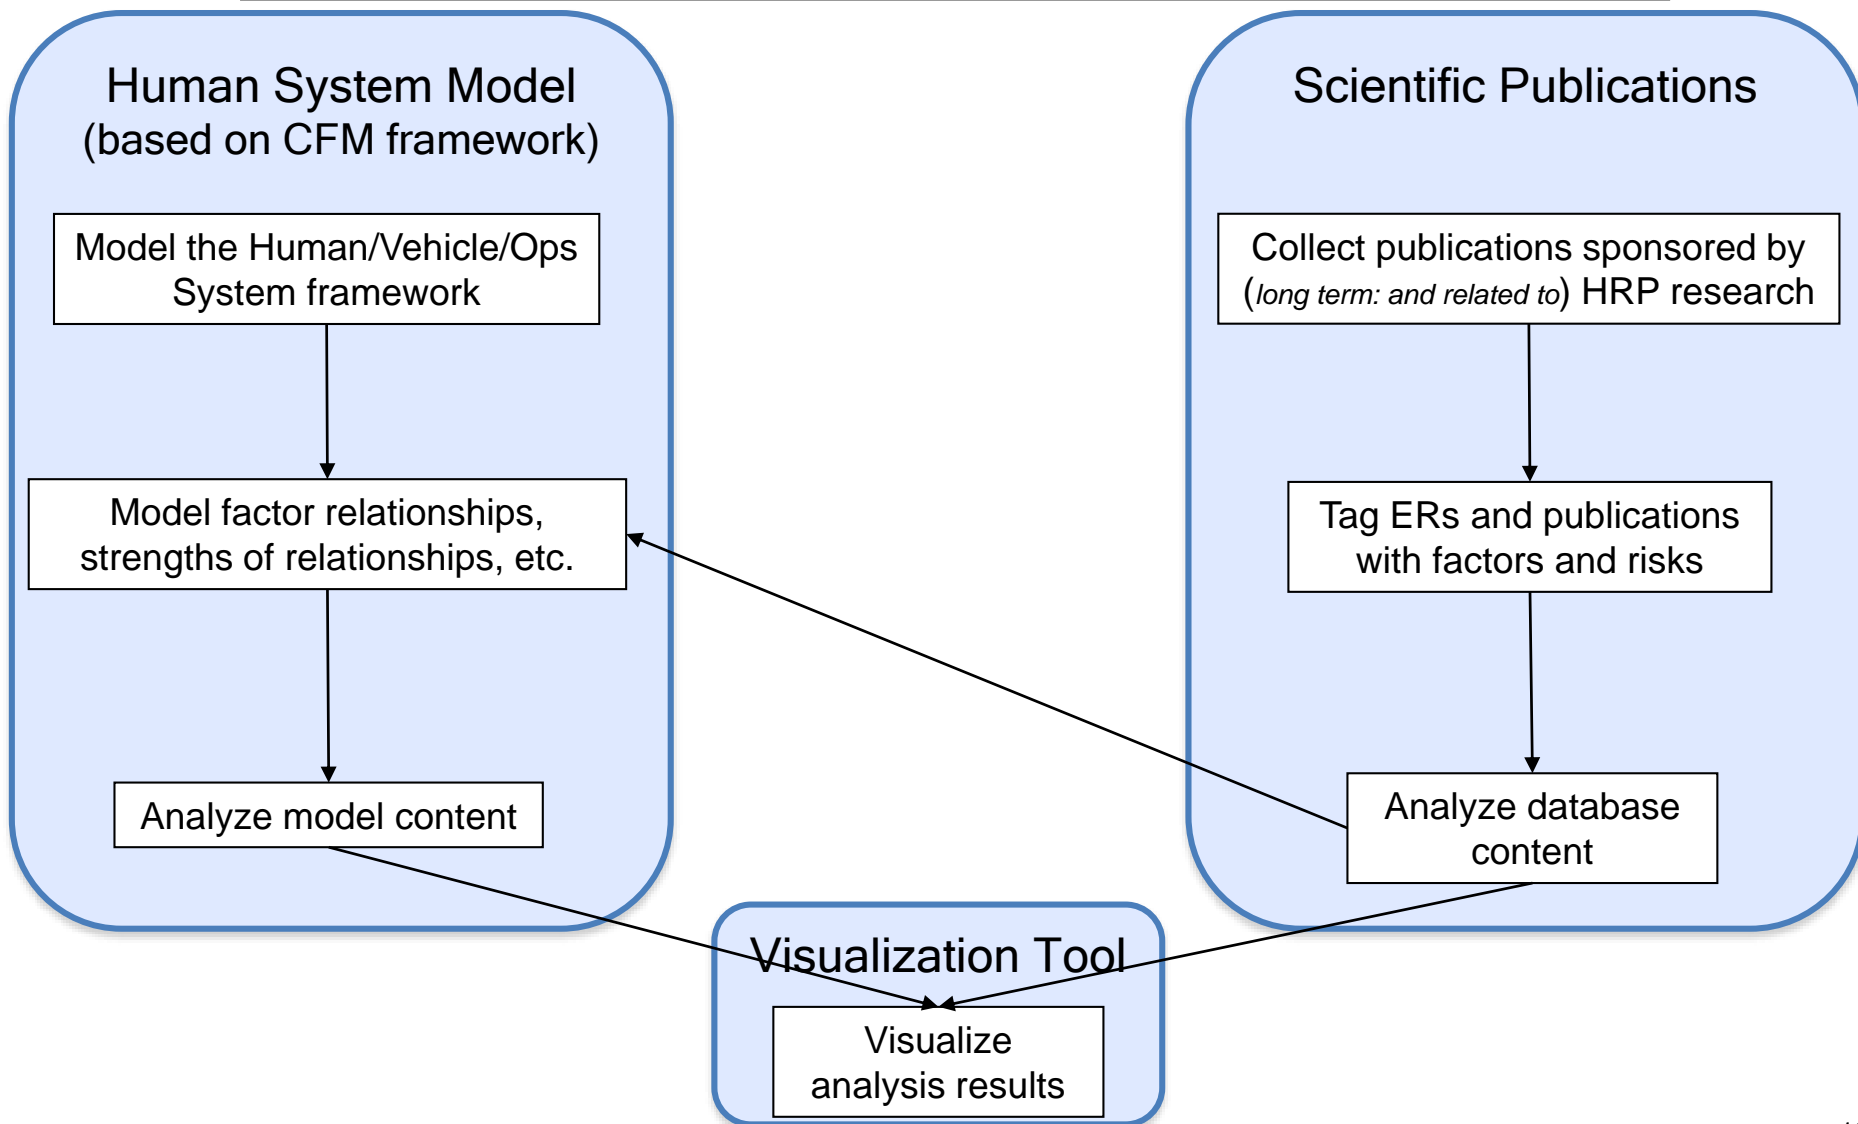 Human System Model
(based on CFM framework)
Model the Human/Vehicle/Ops
System framework
Model factor relationships,
strengths of relationships, etc.
Analyze model content
Scientific Publications
Collect publications sponsored by
(long term: and related to) HRP research
Tag ERs and publications
with factors and risks
Analyze database
content
Visualization Tool
Visualize
analysis results